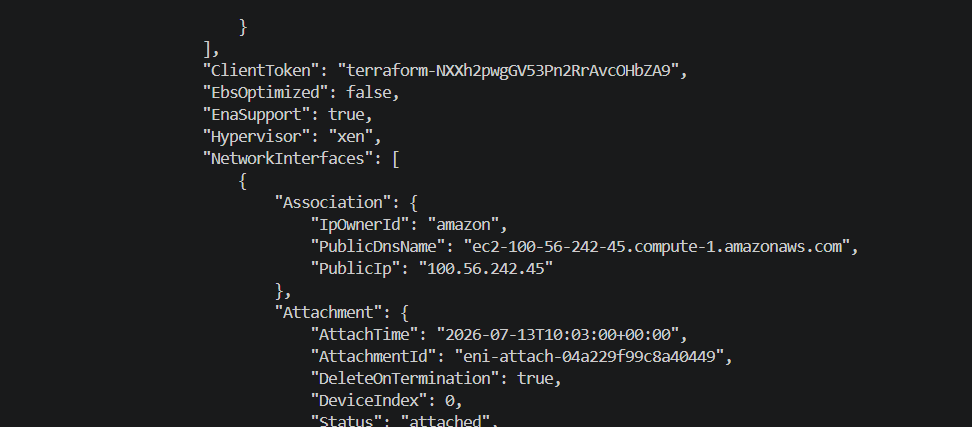 }
],
"ClientToken": "terraform-NXXh2pwgGV53Pn2RrAvcOHbZA9",
"EbsOptimized": false,
"EnaSupport": true,
"Hypervisor": "xen",
"NetworkInterfaces": [
{
"Association": {
"IpOwnerId": "amazon",
"PublicDnsName": "ec2-100-56-242-45.compute-1.amazonaws.com",
"PublicIp": "100.56.242.45"
},
"Attachment": {
"AttachTime": "2026-07-13T10:03:00+00:00",
"AttachmentId": "eni-attach-04a229f99c8a40449",
"DeleteOnTermination": true,
"DeviceIndex": 0,
"Status": "attached",